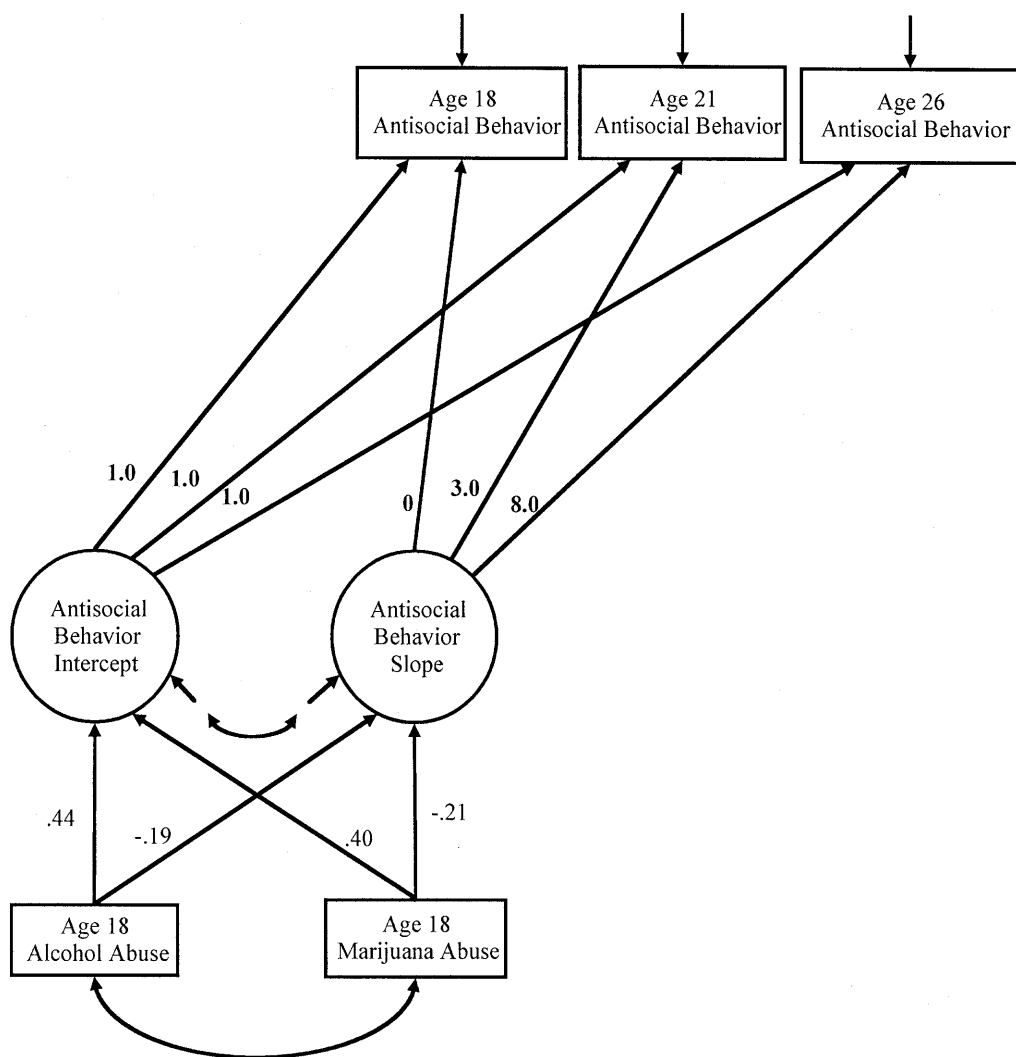 Age 18
Antisocial Behavior
Age 21
Antisocial Behavior
Age 26
Antisocial Behavior
1.0
1.0
1.0
0
3.0
8.0
Antisocial
Behavior
Intercept
Antisocial
Behavior
Slope
.44
-.19
.40
-.21
Age 18
Alcohol Abuse
Age 18
Marijuana Abuse